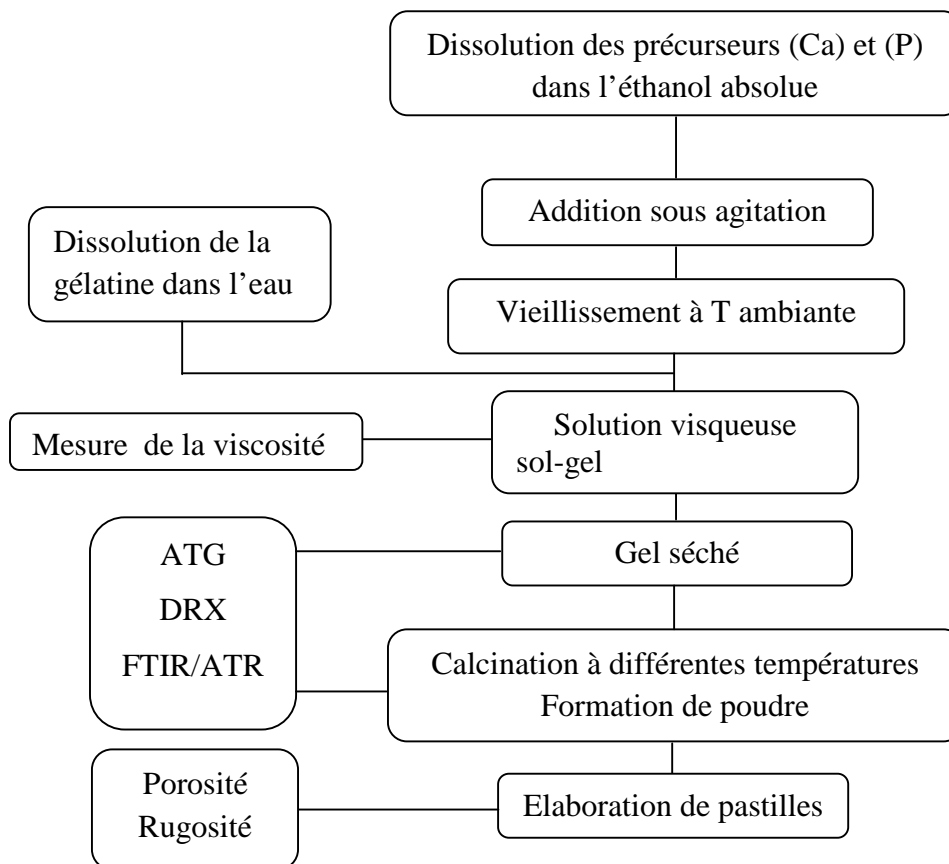 Dissolution des précurseurs (Ca) et (P)
dans l’éthanol absolue
Addition sous agitation
Dissolution de la
gélatine dans l’eau
Vieillissement à T ambiante
Solution visqueuse
sol-gel
Mesure de la viscosité
ATG
DRX
FTIR/ATR
Gel séché
Calcination à différentes températures
Formation de poudre
Porosité
Rugosité
Elaboration de pastilles